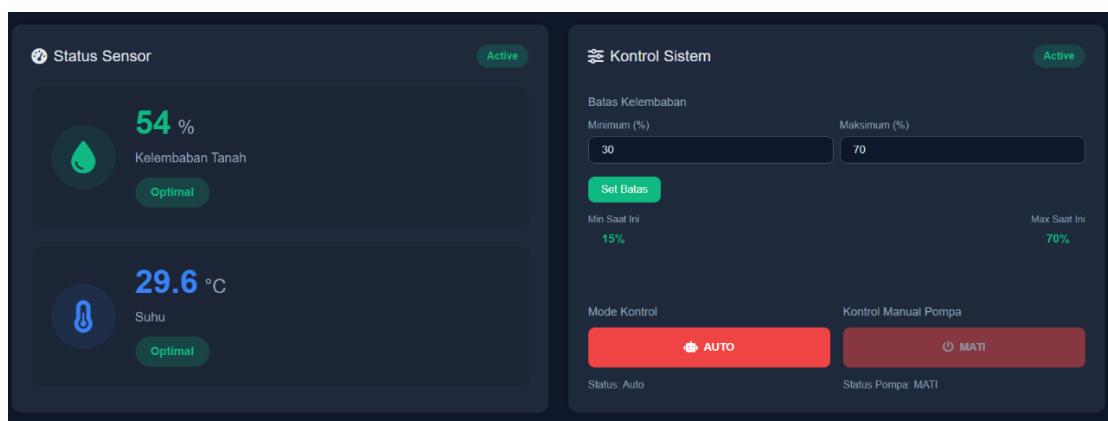 Status Sensor
Active
54 %
Kelembaban Tanah
Optimal
29.6 °C
Suhu
Optimal
Kontrol Sistem
Active
Batas Kelembaban
Minimum (%)
Maksimum (%)
30
70
Set Batas
Min Saat Ini
Max Saat Ini
15%
70%
Mode Kontrol
Kontrol Manual Pompa
AUTO
MATI
Status: Auto
Status Pompa: MATI